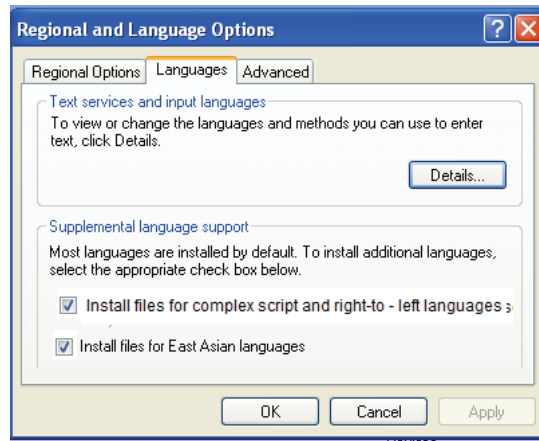 Regional and Language Options
Regional Options Languages Advanced
Text services and input languages
To view or change the languages and methods you can use to enter
text, click Details.
Details...
Supplemental language support
Most languages are installed by default. To install additional languages,
select the appropriate check box below.
Install files for complex script and right-to - left languages
Install files for East Asian languages
OK Cancel Apply